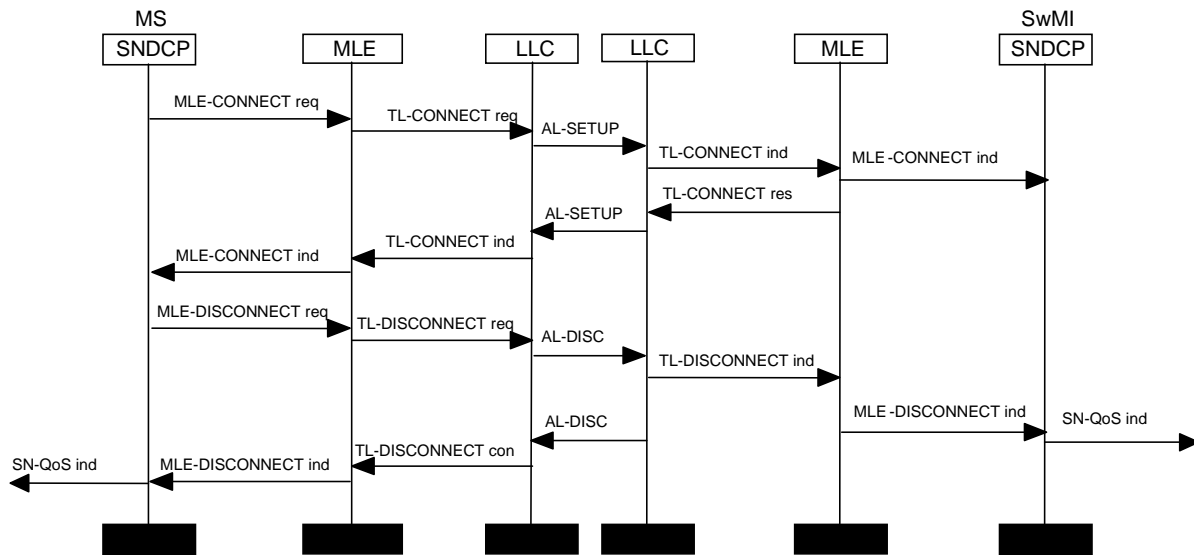 MS
SwMI
SNDCP
MLE
LLC
LLC
MLE
SNDCP
MLE-CONNECT req
TL-CONNECT req
AL-SETUP
TL-CONNECT ind
MLE-CONNECT ind
TL-CONNECT res
AL-SETUP
TL-CONNECT ind
MLE-CONNECT ind
MLE-DISCONNECT req
TL-DISCONNECT req
AL-DISC
TL-DISCONNECT ind
MLE-DISCONNECT ind
SN-QoS ind
AL-DISC
TL-DISCONNECT con
MLE-DISCONNECT ind
SN-QoS ind